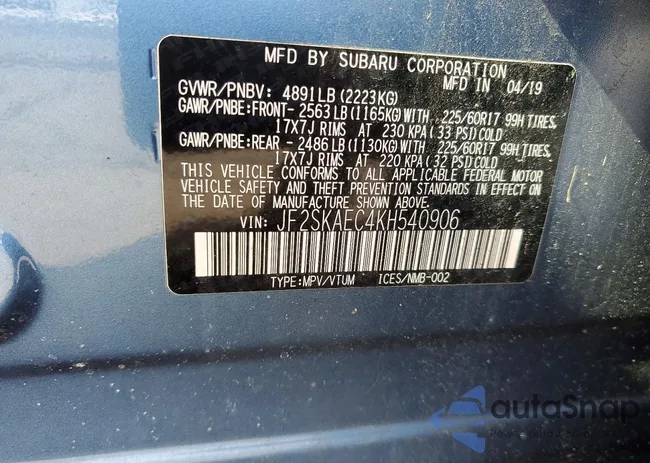 MFD BY SUBARU CORPORATION
MFD IN 04/19
GVWR/PNBV: 4891LB (2223KG)
GAWR/PNBE:FRONT- 2563LB(1165KG)WITH 225/60R17 99H TIRES,
17X7J RIMS AT 230 KPA(33 PSI)COLD
GAWR/PNBE:REAR - 2486LB(1130KG)WITH 225/60R17 99H TIRES,
17X7J RIMS AT 220 KPA(32 PSI)COLD
THIS VEHICLE CONFORMS TO ALL APPLICABLE FEDERAL MOTOR
VEHICLE SAFETY AND THEFT PREVENTION STANDARDS IN EFFECT ON
THE DATE OF MANUFACTURE SHOWN ABOVE.
VIN: JF2SKAEC4KH540906
TYPE:MPV/VTUM ICES/NMB-002
autoSnap